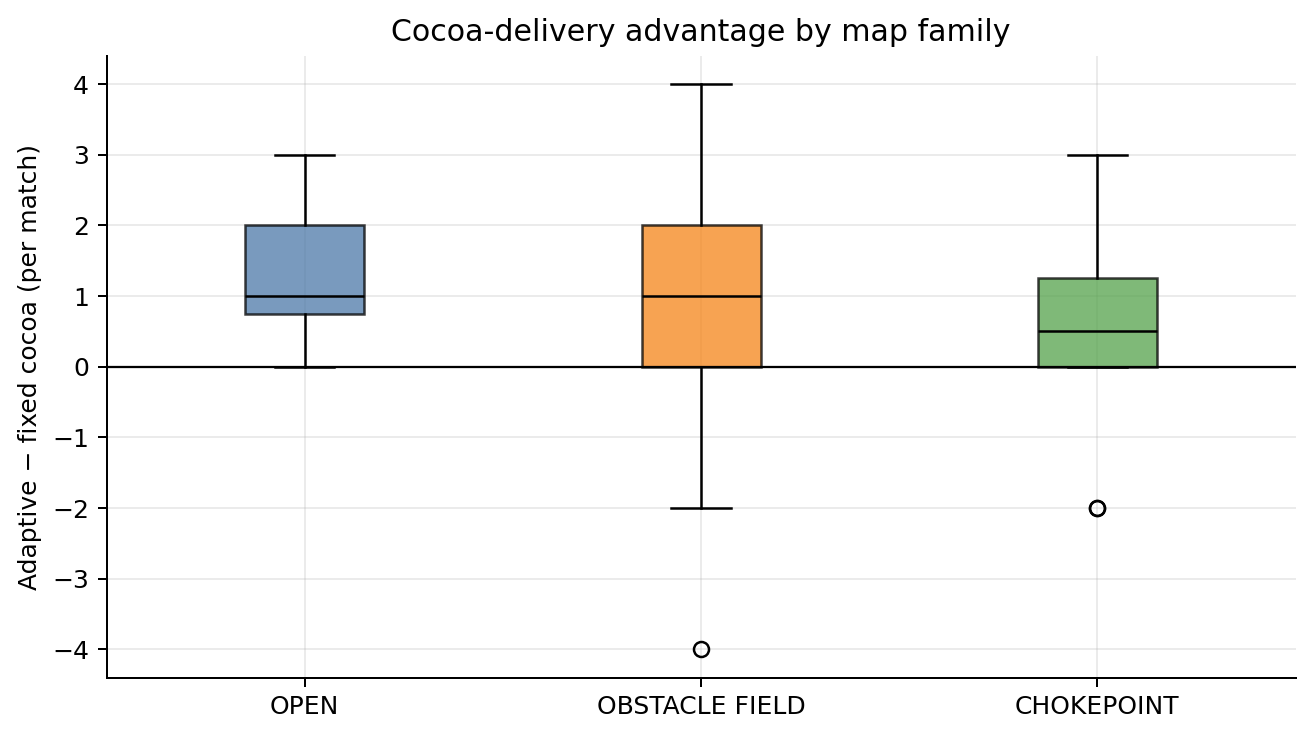 Cocoa-delivery advantage by map family
Adaptive − fixed cocoa (per match)
4
3
2
1
0
−1
−2
−3
−4
OPEN
OBSTACLE FIELD
CHOKEPOINT